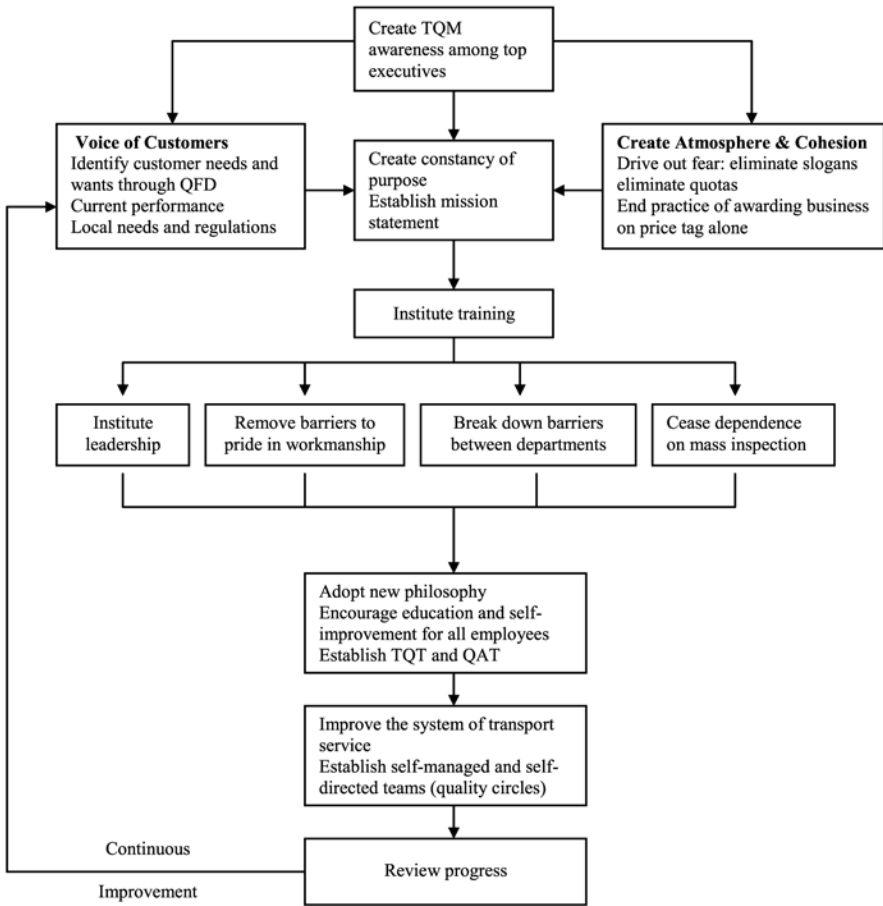 Create TQM
awareness among top
executives
Voice of Customers
Identify customer needs and
wants through QFD
Current performance
Local needs and regulations
Create constancy of
purpose
Establish mission
statement
Create Atmosphere & Cohesion
Drive out fear: eliminate slogans
eliminate quotas
End practice of awarding business
on price tag alone
Institute training
Institute
leadership
Remove barriers to
pride in workmanship
Break down barriers
between departments
Cease dependence
on mass inspection
Adopt new philosophy
Encourage education and self-
improvement for all employees
Establish TQT and QAT
Improve the system of transport
service
Establish self-managed and self-
directed teams (quality circles)
Continuous
Improvement
Review progress